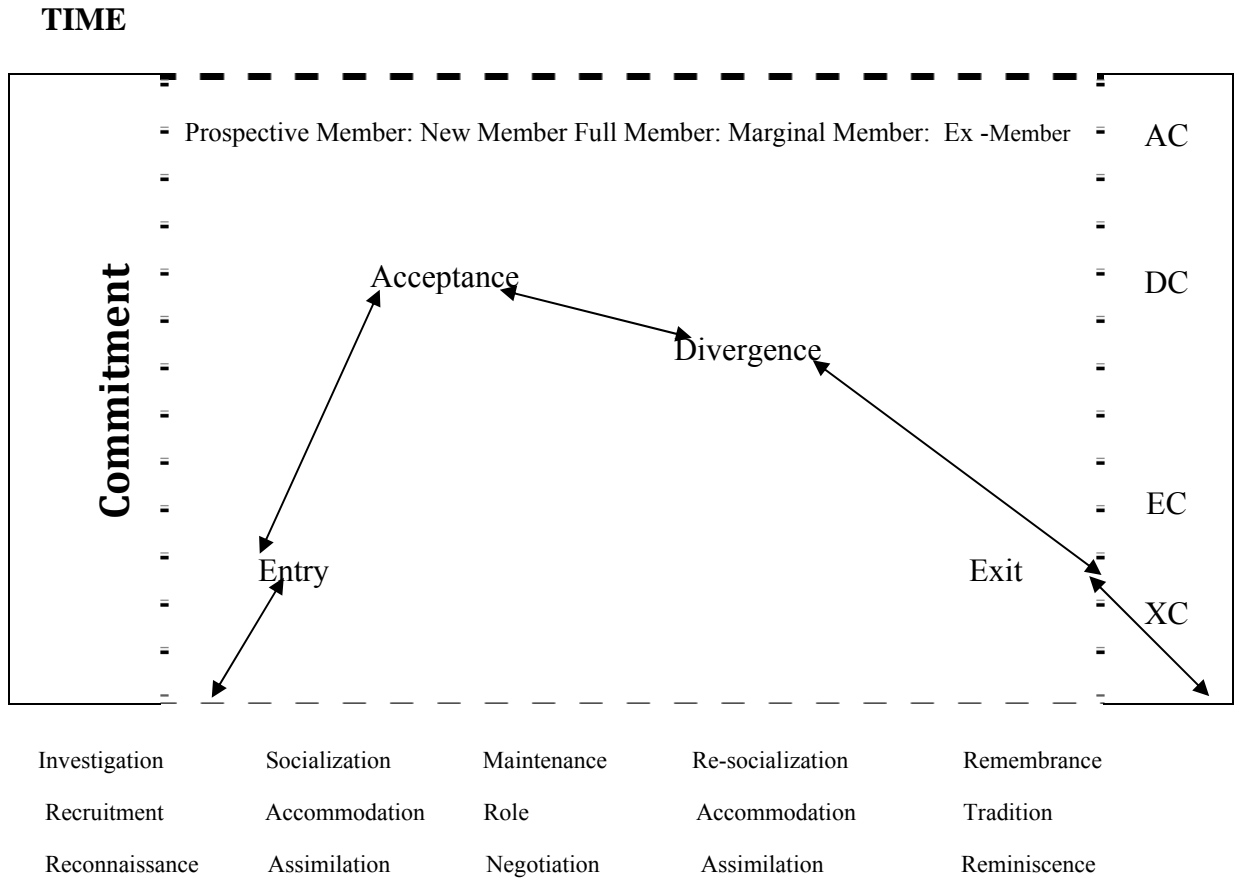 TIME
Prospective Member: New Member Full Member: Marginal Member: Ex -Member
AC
Commitment
Acceptance
DC
Divergence
EC
Entry
Exit
XC
Investigation Socialization Maintenance Re-socialization Remembrance
Recruitment Accommodation Role Accommodation Tradition
Reconnaissance Assimilation Negotiation Assimilation Reminiscence